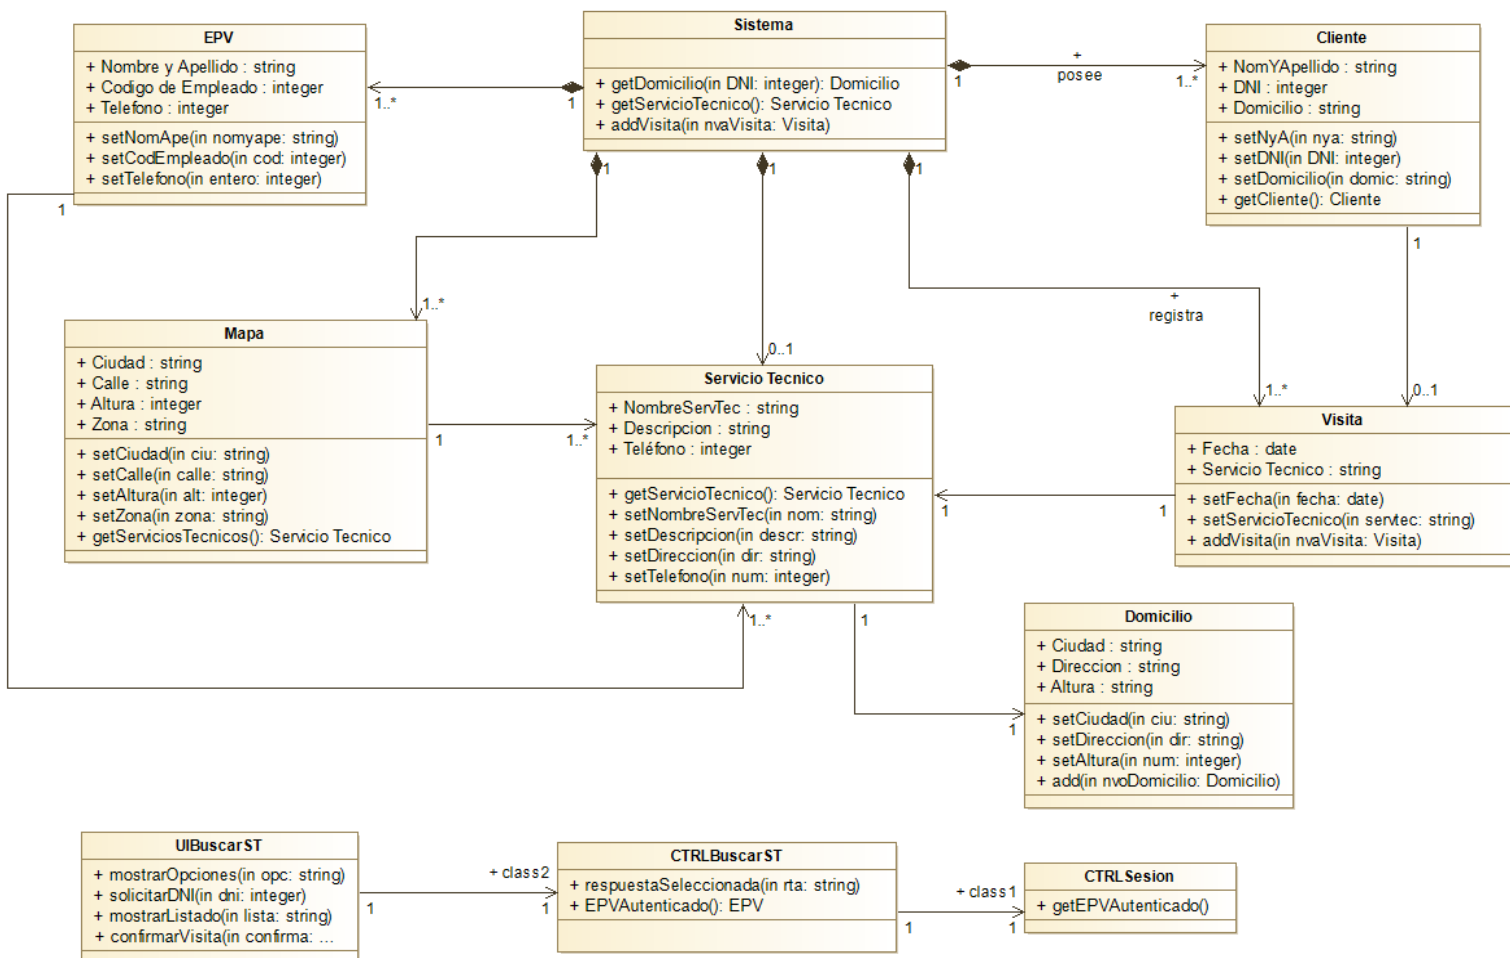 EPV
+ Nombre y Apellido : string
+ Codigo de Empleado : integer
+ Telefono : integer
+ setNomApe(in nomyape: string)
+ setCodEmpleado(in cod: integer)
+ setTelefono(in entero: integer)
1..*
1
1
Sistema
+ getDomicilio(in DNI: integer): Domicilio
+ getServicioTecnico(): Servicio Tecnico
+ addVisita(in nvaVisita: Visita)
1
+
posee
1..*
Cliente
+ NomYApellido : string
+ DNI : integer
+ Domicilio : string
+ setNyA(in nya: string)
+ setDNI(in DNI: integer)
+ setDomicilio(in domic: string)
+ getCliente(): Cliente
1
1
1
1
1..*
0..1
+
registra
1..*
0..1
Mapa
+ Ciudad : string
+ Calle : string
+ Altura : integer
+ Zona : string
+ setCiudad(in ciu: string)
+ setCalle(in calle: string)
+ setAltura(in alt: integer)
+ setZona(in zona: string)
+ getServiciosTecnicos(): Servicio Tecnico
1
1..*
Servicio Tecnico
+ NombreServTec : string
+ Descripcion : string
+ Teléfono : integer
+ getServicioTecnico(): Servicio Tecnico
+ setNombreServTec(in nom: string)
+ setDescripcion(in descr: string)
+ setDireccion(in dir: string)
+ setTelefono(in num: integer)
1
1
Visita
+ Fecha : date
+ Servicio Tecnico : string
+ setFecha(in fecha: date)
+ setServicioTecnico(in servtec: string)
+ addVisita(in nvaVisita: Visita)
1..*
1
1
Domicilio
+ Ciudad : string
+ Direccion : string
+ Altura : string
+ setCiudad(in ciu: string)
+ setDireccion(in dir: string)
+ setAltura(in num: integer)
+ add(in nvoDomicilio: Domicilio)
UIBuscarST
+ mostrarOpciones(in opc: string)
+ solicitarDNI(in dni: integer)
+ mostrarListado(in lista: string)
+ confirmarVisita(in confirma: ...
1
+ class2
1
CTRLBuscarST
+ respuestaSeleccionada(in rta: string)
+ EPVAutenticado(): EPV
1
+ class1
1
CTRLSesion
+ getEPVAutenticado()